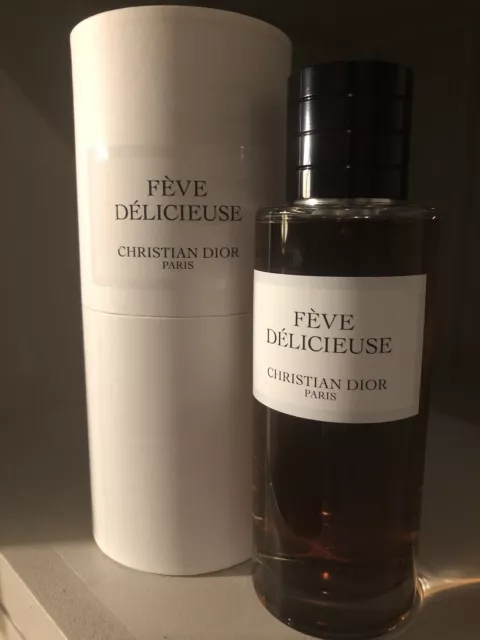 FÈVE
DÉLICIEUSE
CHRISTIAN DIOR
PARIS
FÈVE
DÉLICIEUSE
CHRISTIAN DIOR
PARIS